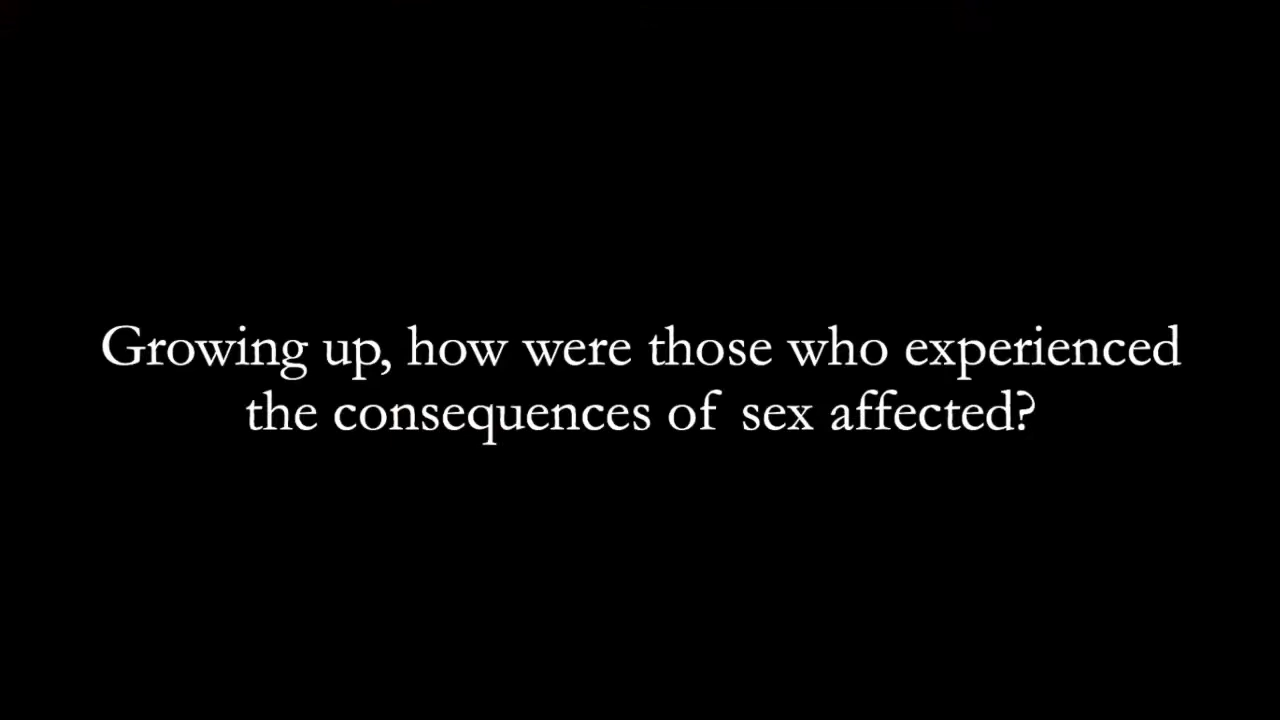 Growing up, how were those who experienced
the consequences of sex affected?